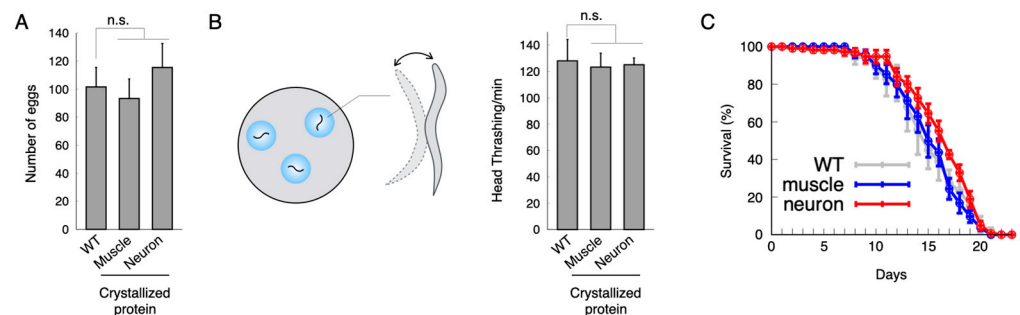 A
n.s.
Number of eggs
140
120
100
80
60
40
20
0
WT
Muscle
Neuron
Crystallized
protein
B
n.s.
Head Thrashing/min
140
120
100
80
60
40
20
0
WT
Muscle
Neuron
Crystallized
protein
C
Survival (%)
100
80
60
40
20
0
WT
muscle
neuron
0
5
10
15
20
Days